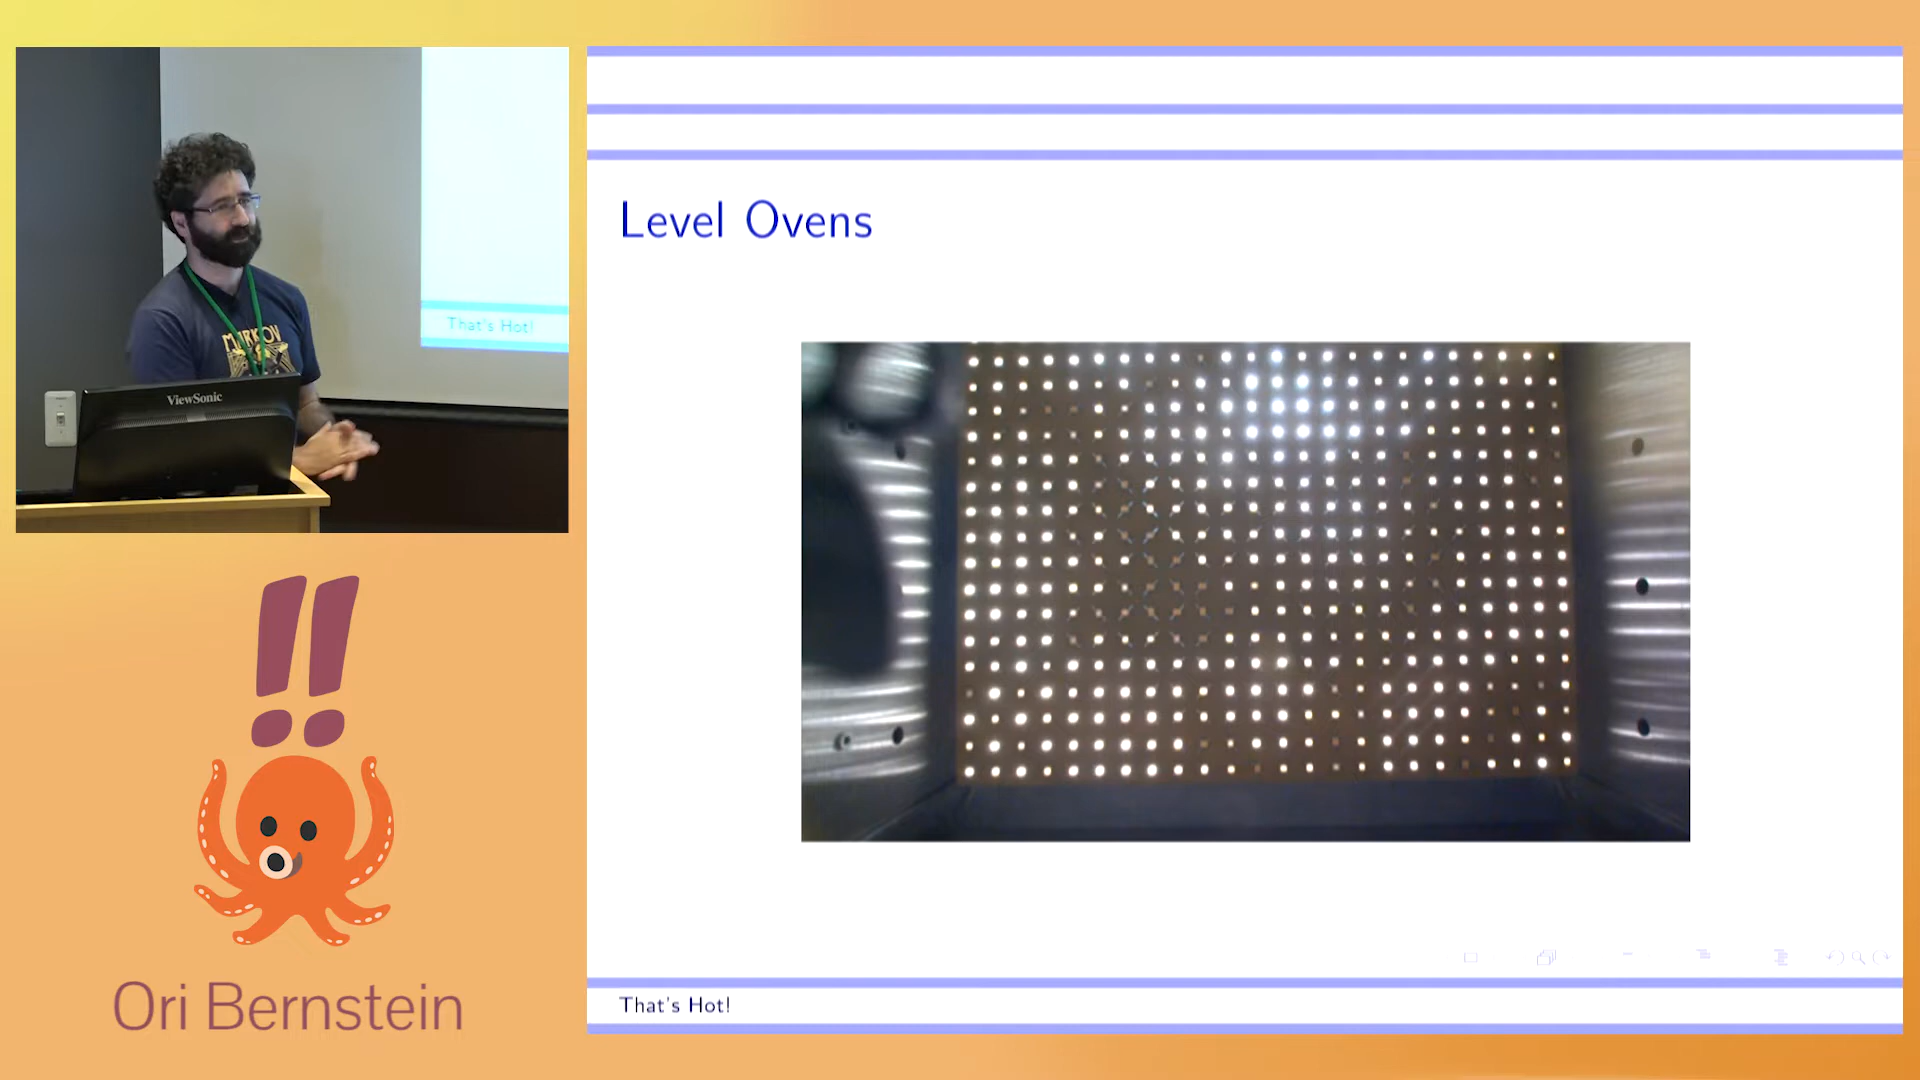 Level Ovens
That's Hot!
MARKOV
ViewSonic
!!
Ori Bernstein
That's Hot!